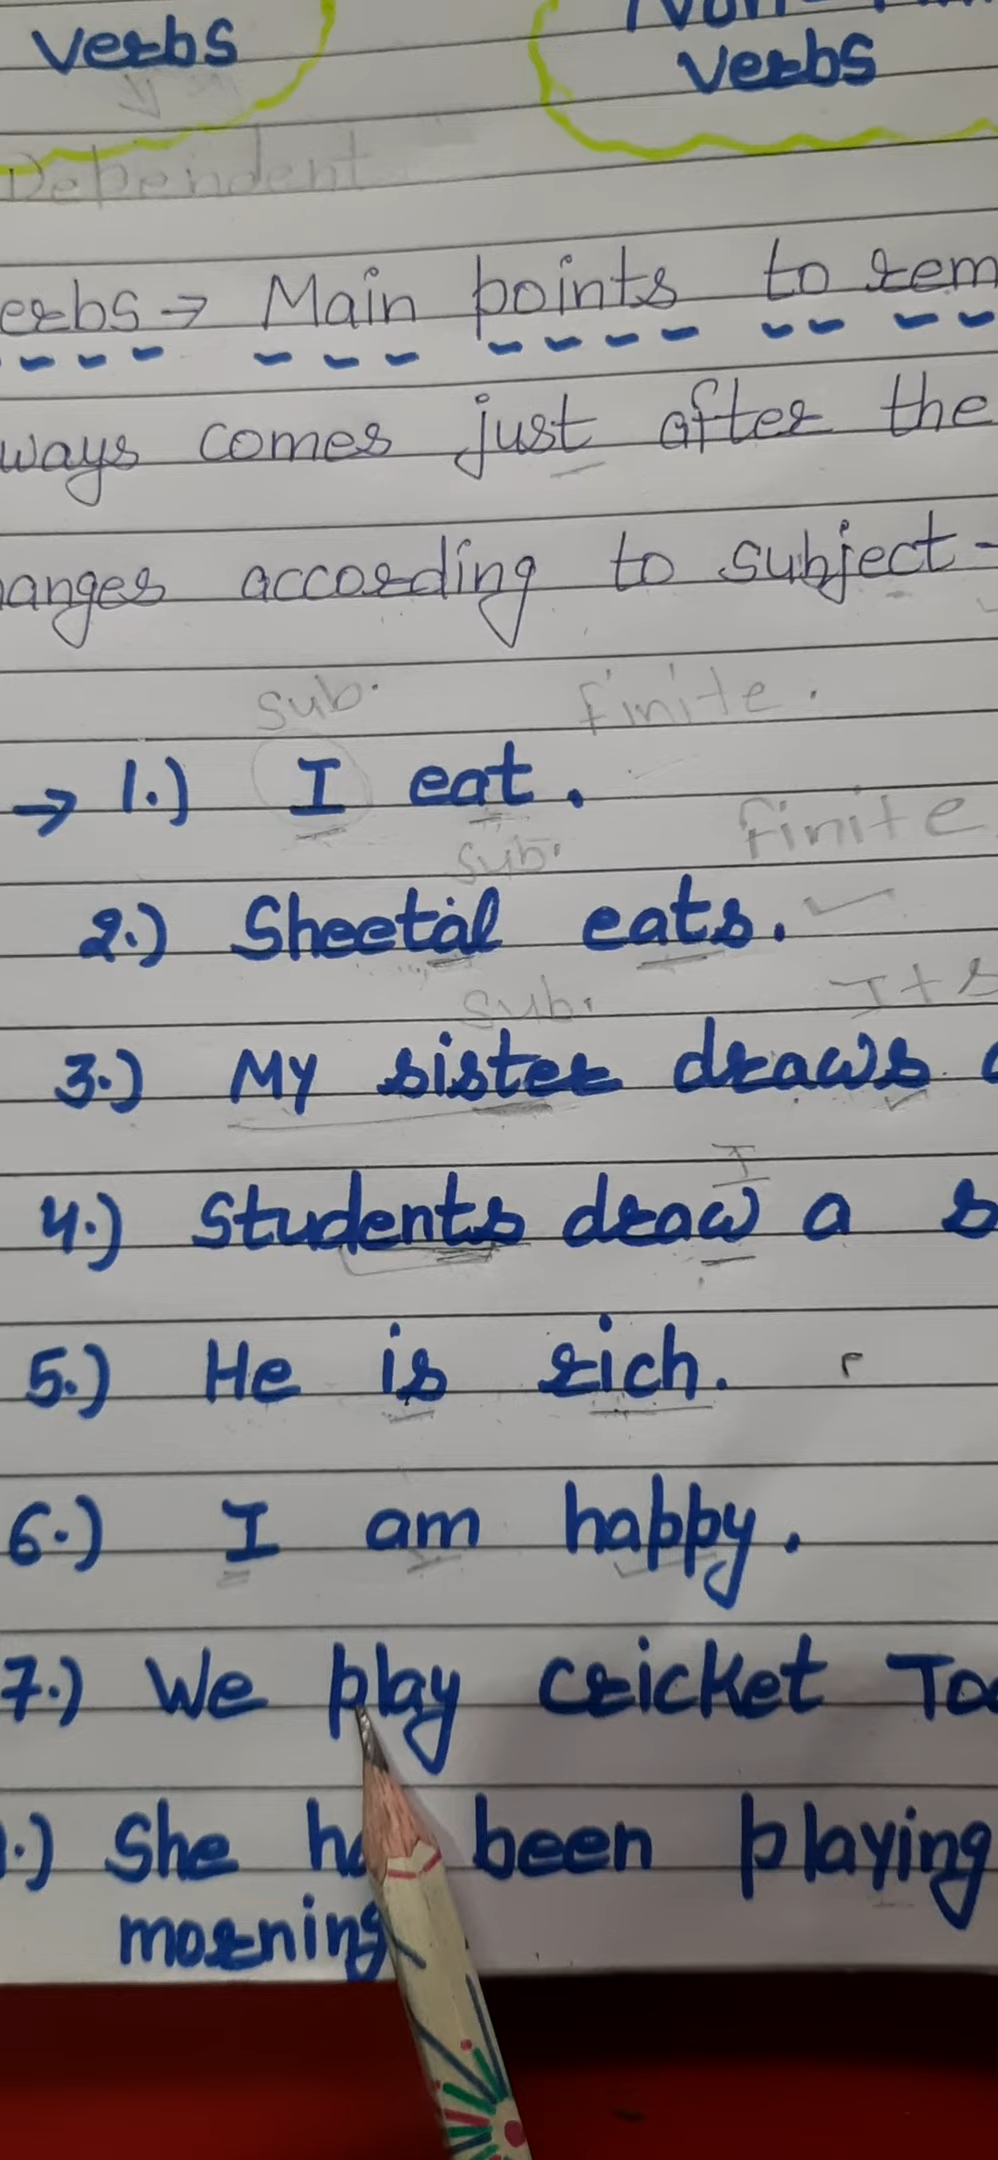 verbs
Verbs
Dependent
erbs → Main points to rem
ways comes just after the
anges according to subject -
sub. finite.
→ 1.) I eat.
sub. finite
2.) Sheetal eats.
sub. I + s
3.) My sister draws
I
4.) Students draw a s
5.) He is rich.
6.) I am happy.
7.) We play cricket
.) She been playing
morning